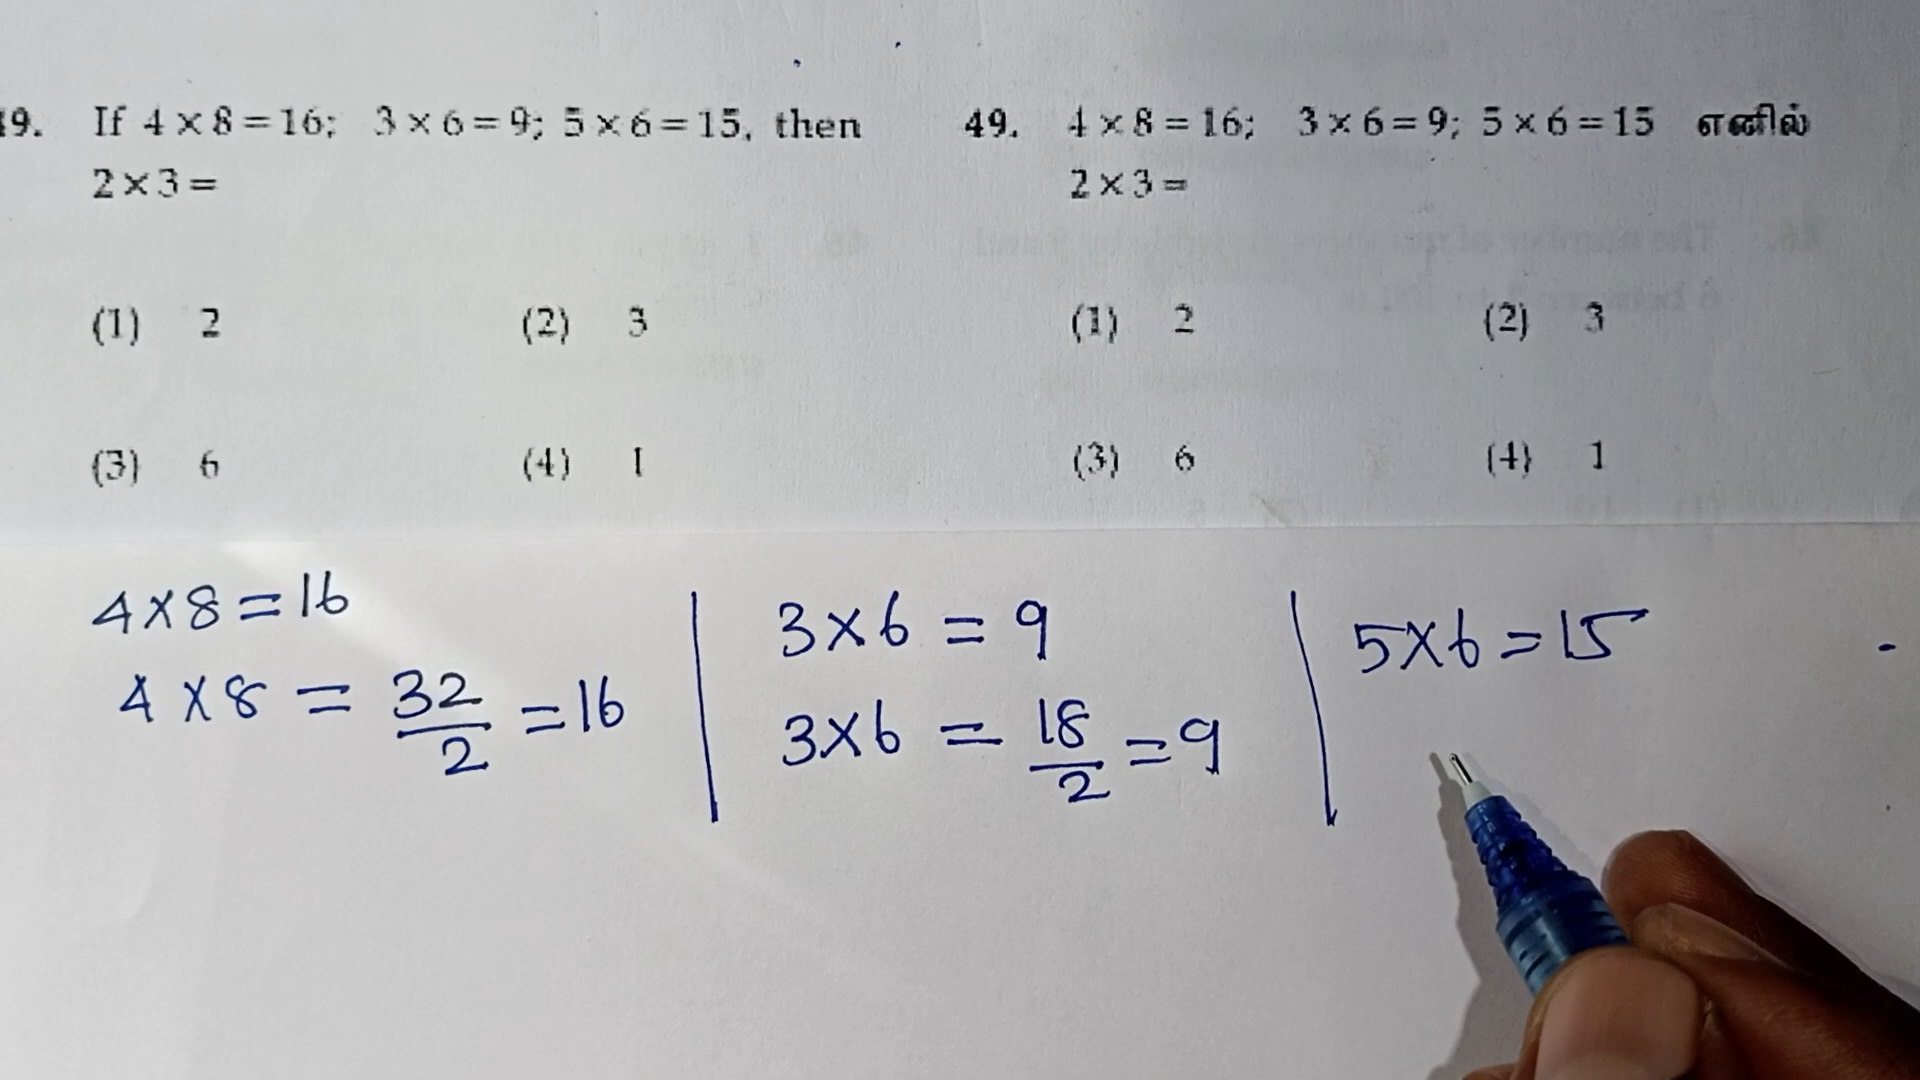 19. If 4 × 8 = 16; 3 × 6 = 9; 5 × 6 = 15, then
2 × 3 =
(1) 2 (2) 3
(3) 6 (4) 1
49. 4 × 8 = 16; 3 × 6 = 9; 5 × 6 = 15 எனில்
2 × 3 =
(1) 2 (2) 3
(3) 6 (4) 1
4×8=16
4×8 = 32/2 =16
3×6 = 9
3×6 = 18/2 =9
5×6=15